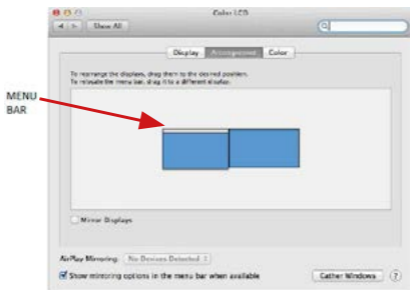 Color LCD
Show All
Display Arrangement Color
To rearrange the displays, drag them to the desired position.
To relocate the menu bar, drag it to a different display.
MENU
BAR
Mirror Displays
AirPlay Mirroring: No Devices Detected
Show mirroring options in the menu bar when available
Gather Windows ?